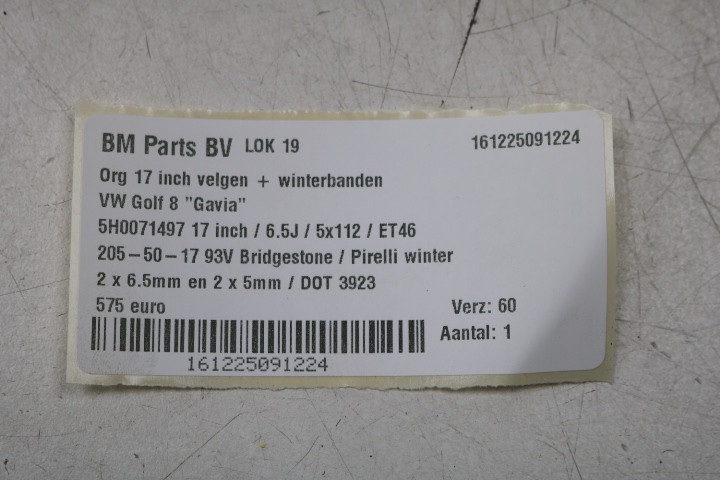 BM Parts BV LOK 19 161225091224
Org 17 inch velgen + winterbanden
VW Golf 8 "Gavia"
5H0071497 17 inch / 6.5J / 5x112 / ET46
205-50-17 93V Bridgestone / Pirelli winter
2 x 6.5mm en 2 x 5mm / DOT 3923
575 euro Verz: 60
Aantal: 1
161225091224